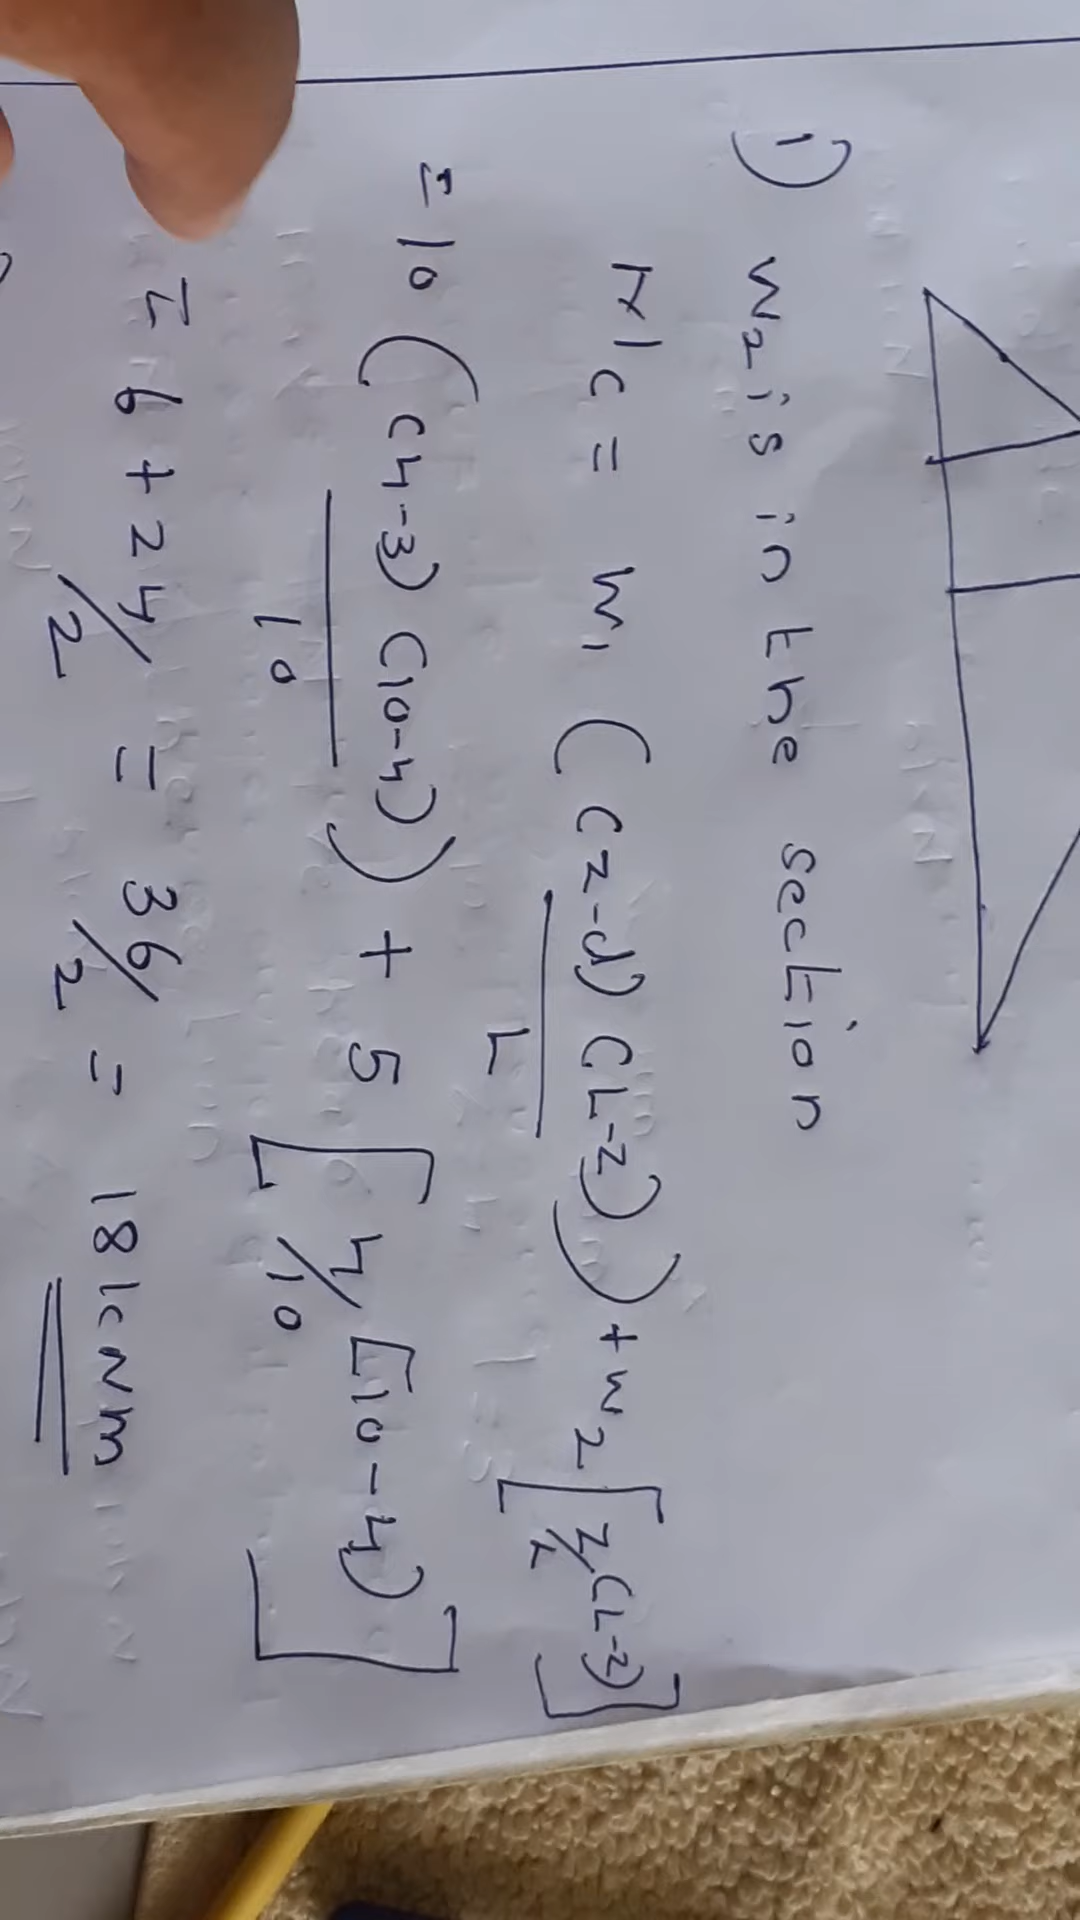 1) W2 is in the section
Mc = W1 ((z-d)(L-z)/L) + W2 [z/L (L-z)]
= 10 ((4-3)(10-4)/10) + 5 [4/10 [10-4)]
= 6 + 24/2 = 36/2 = 18 kNm